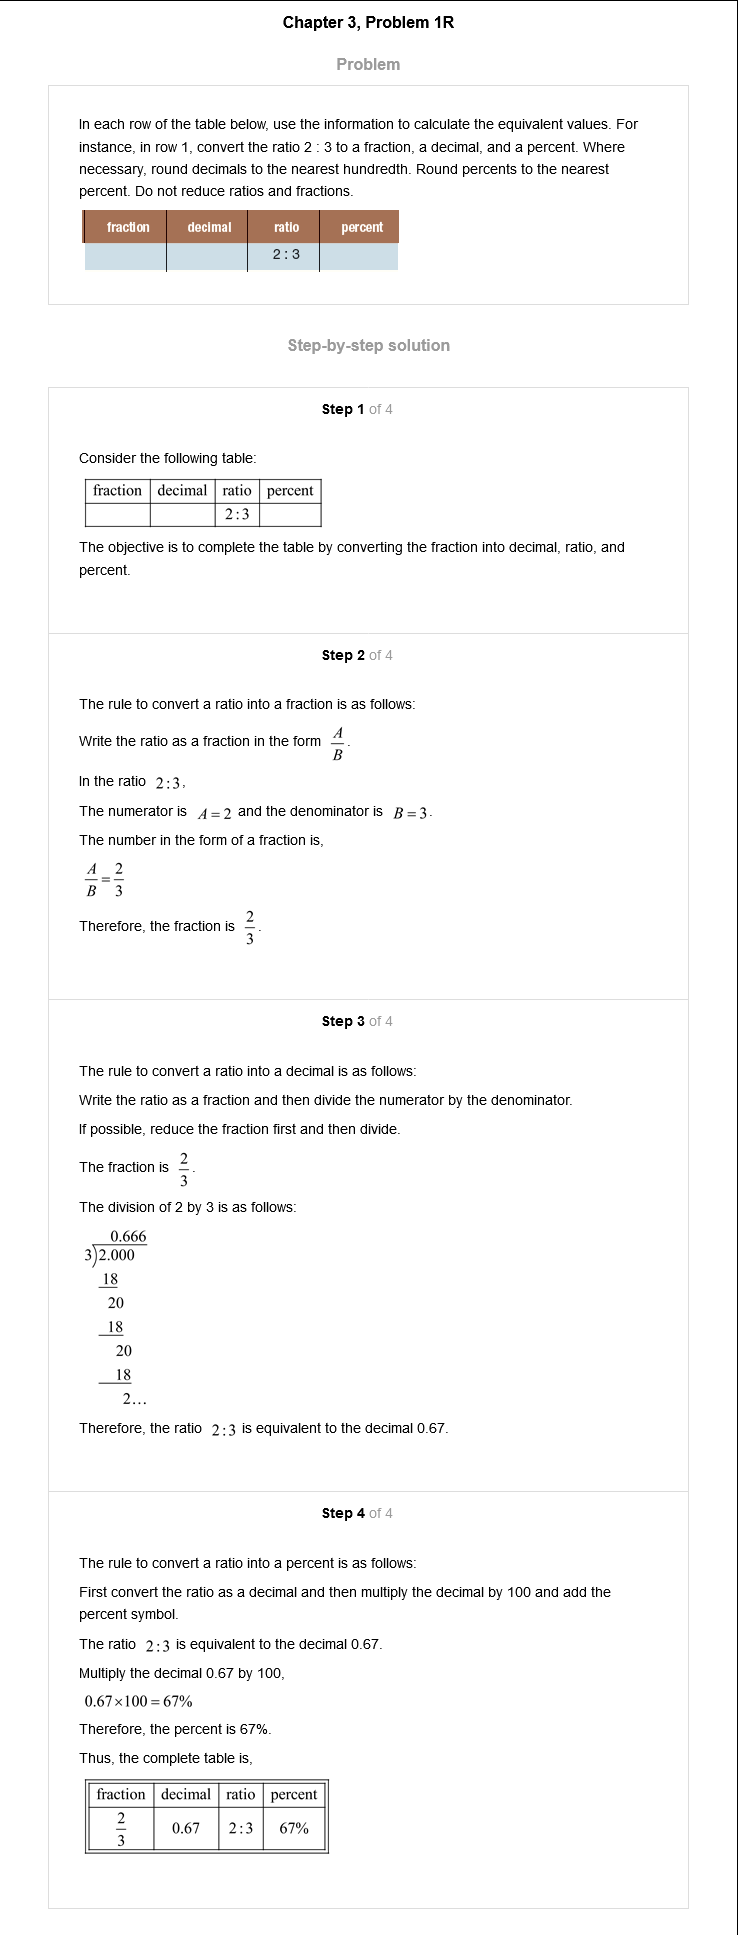 Chapter 3, Problem 1R
Problem
In each row of the table below, use the information to calculate the equivalent values. For
instance, in row 1, convert the ratio 2 : 3 to a fraction, a decimal, and a percent. Where
necessary, round decimals to the nearest hundredth. Round percents to the nearest
percent. Do not reduce ratios and fractions.
fraction decimal ratio percent
2 : 3
Step-by-step solution
Step 1 of 4
Consider the following table:
fraction decimal ratio percent
2:3
The objective is to complete the table by converting the fraction into decimal, ratio, and
percent.
Step 2 of 4
The rule to convert a ratio into a fraction is as follows:
Write the ratio as a fraction in the form A/B.
In the ratio 2:3,
The numerator is A=2 and the denominator is B=3.
The number in the form of a fraction is,
A/B=2/3
Therefore, the fraction is 2/3.
Step 3 of 4
The rule to convert a ratio into a decimal is as follows:
Write the ratio as a fraction and then divide the numerator by the denominator.
If possible, reduce the fraction first and then divide.
The fraction is 2/3.
The division of 2 by 3 is as follows:
0.666
3)2.000
18
20
18
20
18
2...
Therefore, the ratio 2:3 is equivalent to the decimal 0.67.
Step 4 of 4
The rule to convert a ratio into a percent is as follows:
First convert the ratio as a decimal and then multiply the decimal by 100 and add the
percent symbol.
The ratio 2:3 is equivalent to the decimal 0.67.
Multiply the decimal 0.67 by 100,
0.67×100=67%
Therefore, the percent is 67%.
Thus, the complete table is,
fraction decimal ratio percent
2/3 0.67 2:3 67%